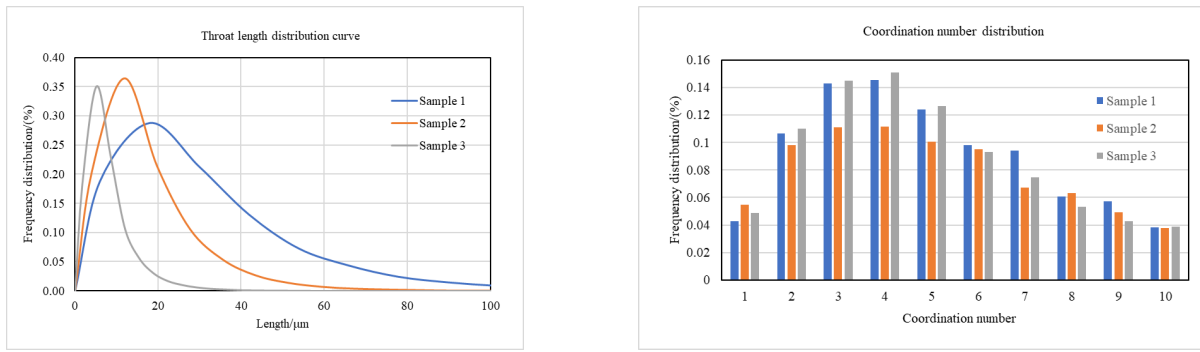 Throat length distribution curve
0.40
0.35
0.30
0.25
0.20
0.15
0.10
0.05
0.00
Frequency distribution/(%)
Sample 1
Sample 2
Sample 3
0 20 40 60 80 100
Length/μm
Coordination number distribution
0.16
0.14
0.12
0.10
0.08
0.06
0.04
0.02
0
Frequency distribution/(%)
Sample 1
Sample 2
Sample 3
1 2 3 4 5 6 7 8 9 10
Coordination number